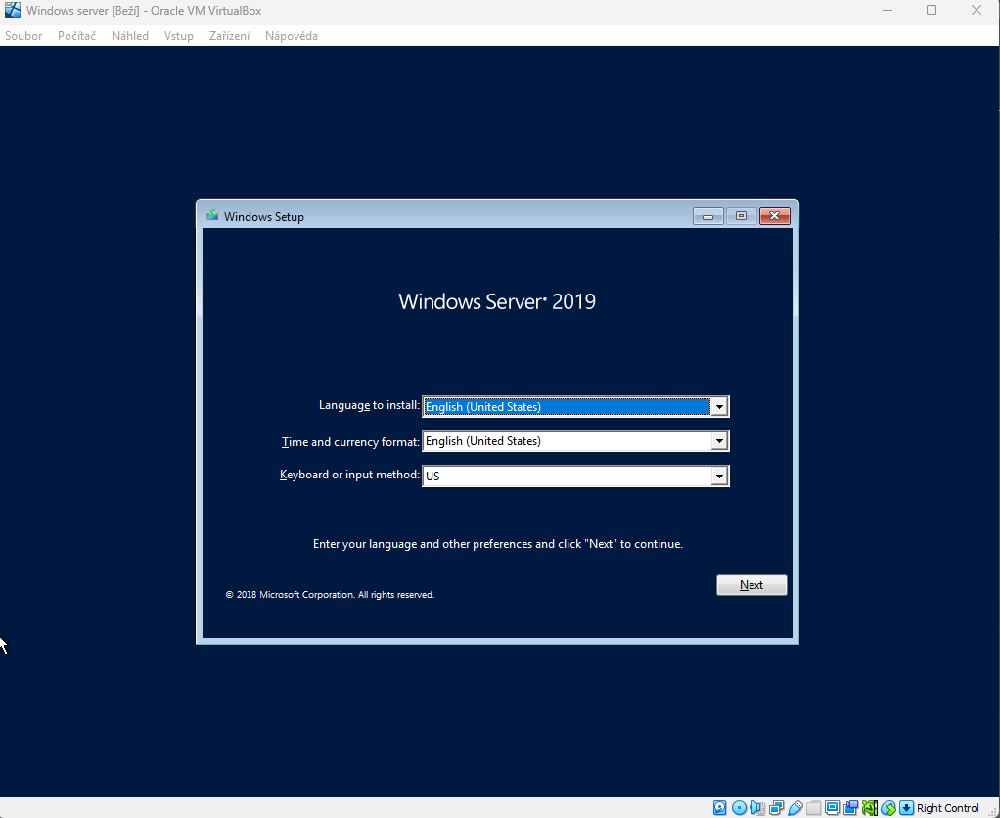 Windows server [Beží] - Oracle VM VirtualBox
Soubor Počítač Náhled Vstup Zařízení Nápověda
Windows Setup
Windows Server® 2019
Language to install: English (United States)
Time and currency format: English (United States)
Keyboard or input method: US
Enter your language and other preferences and click "Next" to continue.
Next
© 2018 Microsoft Corporation. All rights reserved.
Right Control